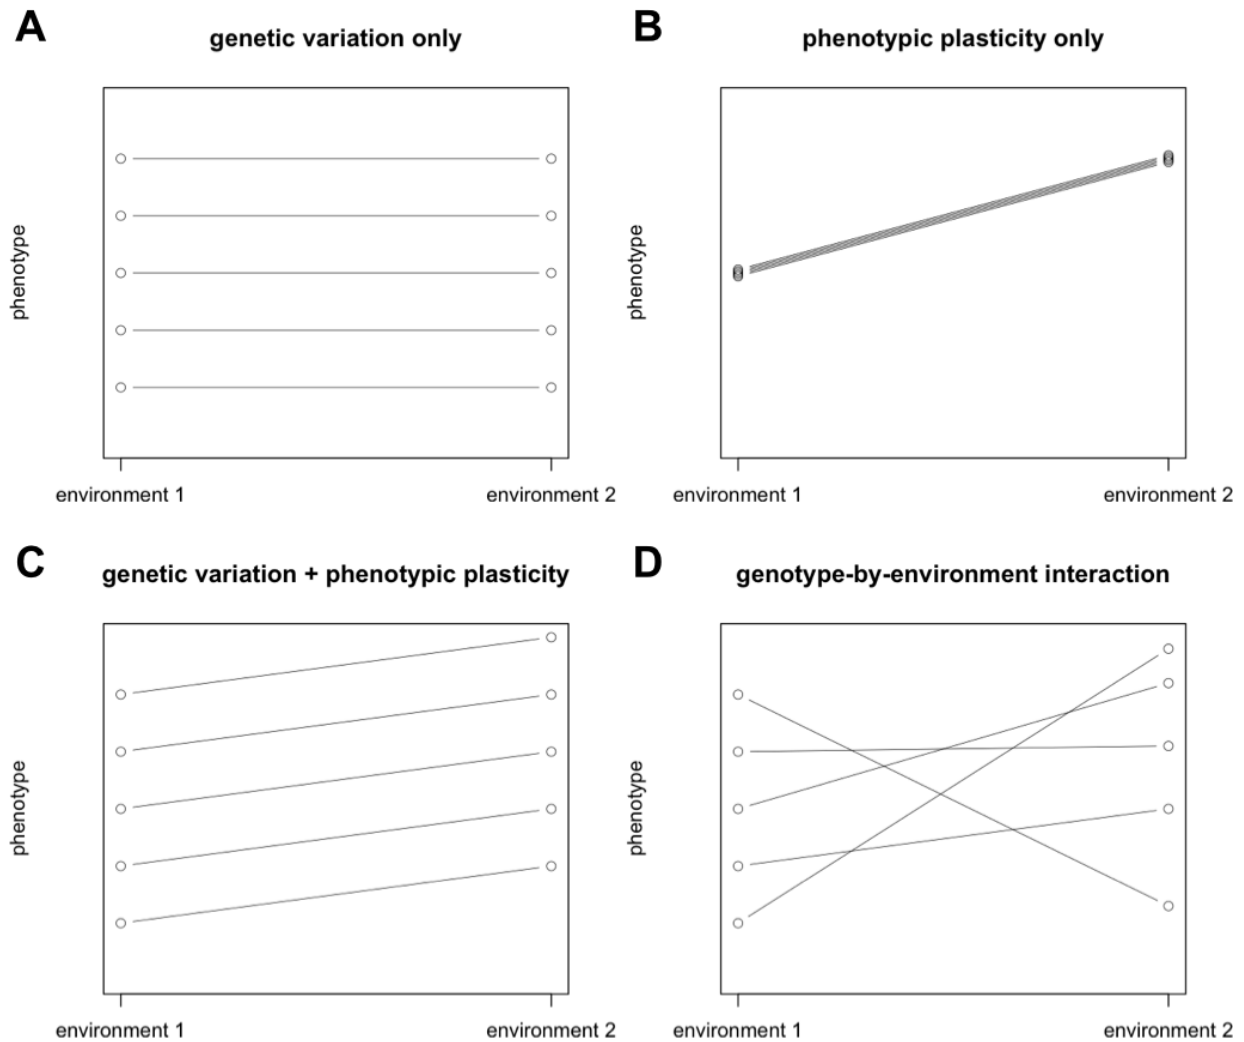 A
genetic variation only
phenotype
environment 1
environment 2
B
phenotypic plasticity only
phenotype
environment 1
environment 2
C
genetic variation + phenotypic plasticity
phenotype
environment 1
environment 2
D
genotype-by-environment interaction
phenotype
environment 1
environment 2